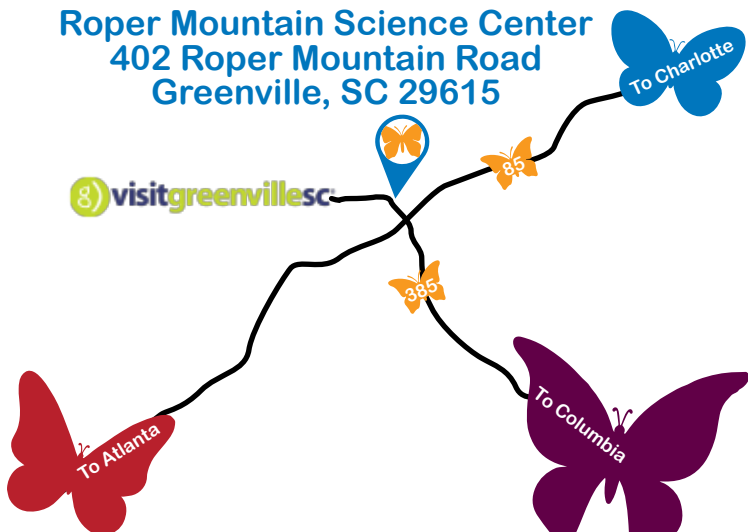 Roper Mountain Science Center
402 Roper Mountain Road
Greenville, SC 29615
To Charlotte
85
g) visitgreenvillesc
385
To Columbia
To Atlanta